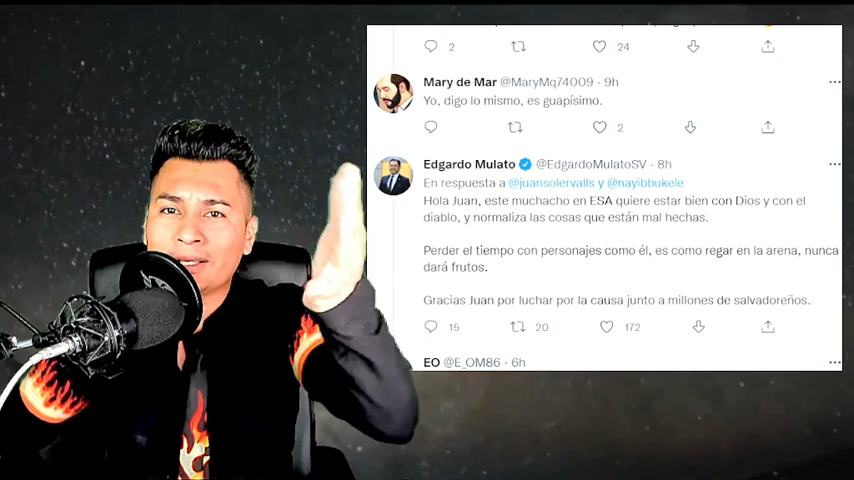 2 24
Mary de Mar @MaryMq74009 · 9h
Yo, digo lo mismo, es guapísimo.
2
Edgardo Mulato @EdgardoMulatoSV · 8h
En respuesta a @juansolervalls y @nayibbukele
Hola Juan, este muchacho en ESA quiere estar bien con Dios y con el
diablo, y normaliza las cosas que están mal hechas.
Perder el tiempo con personajes como él, es como regar en la arena, nunca
dará frutos.
Gracias Juan por luchar por la causa junto a millones de salvadoreños.
15 20 172
EO @E_OM86 · 6h